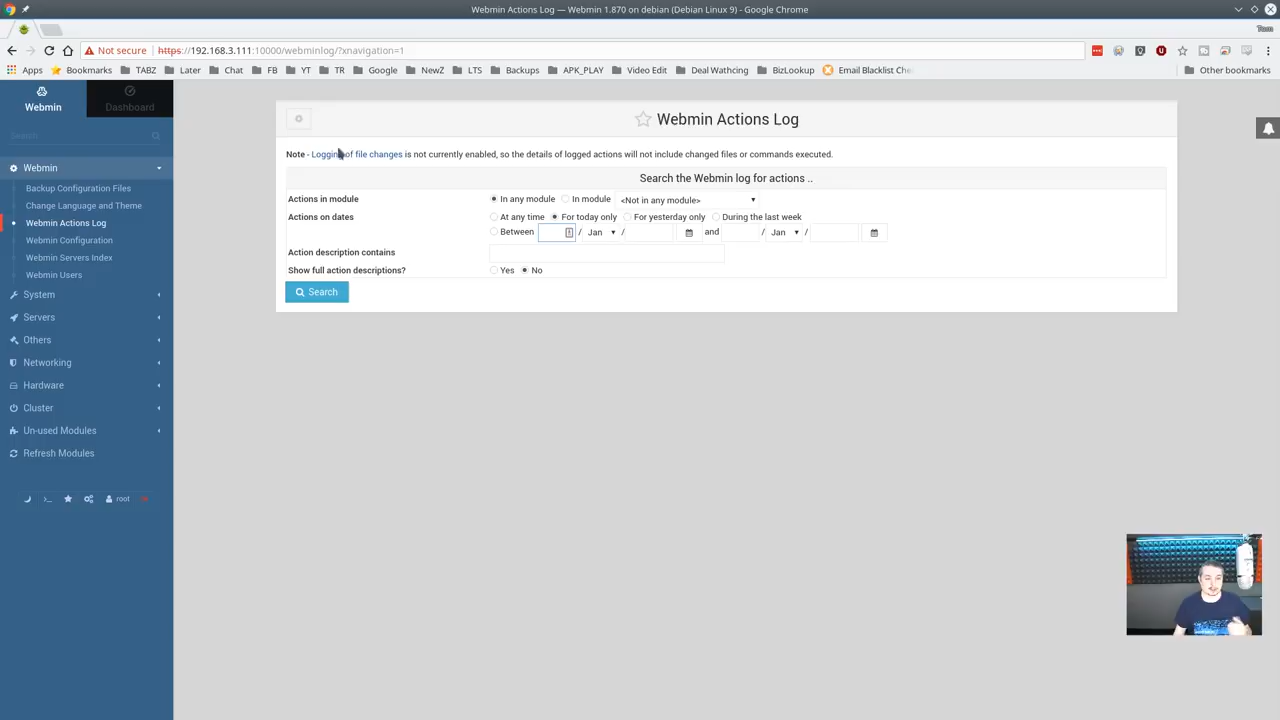 Webmin Actions Log — Webmin 1.870 on debian (Debian Linux 9) - Google Chrome
Not secure https://192.168.3.111:10000/webminlog/?xnavigation=1
Apps Bookmarks TABZ Later Chat FB YT TR Google NewZ LTS Backups APK_PLAY Video Edit Deal Wathcing BizLookup Email Blacklist Che Other bookmarks
Webmin
Dashboard
Search
Webmin
Backup Configuration Files
Change Language and Theme
Webmin Actions Log
Webmin Configuration
Webmin Servers Index
Webmin Users
System
Servers
Others
Networking
Hardware
Cluster
Un-used Modules
Refresh Modules
root
Webmin Actions Log
Note - Logging of file changes is not currently enabled, so the details of logged actions will not include changed files or commands executed.
Search the Webmin log for actions ..
Actions in module In any module In module <Not in any module>
Actions on dates At any time For today only For yesterday only During the last week
Between / Jan / and / Jan /
Action description contains
Show full action descriptions? Yes No
Search